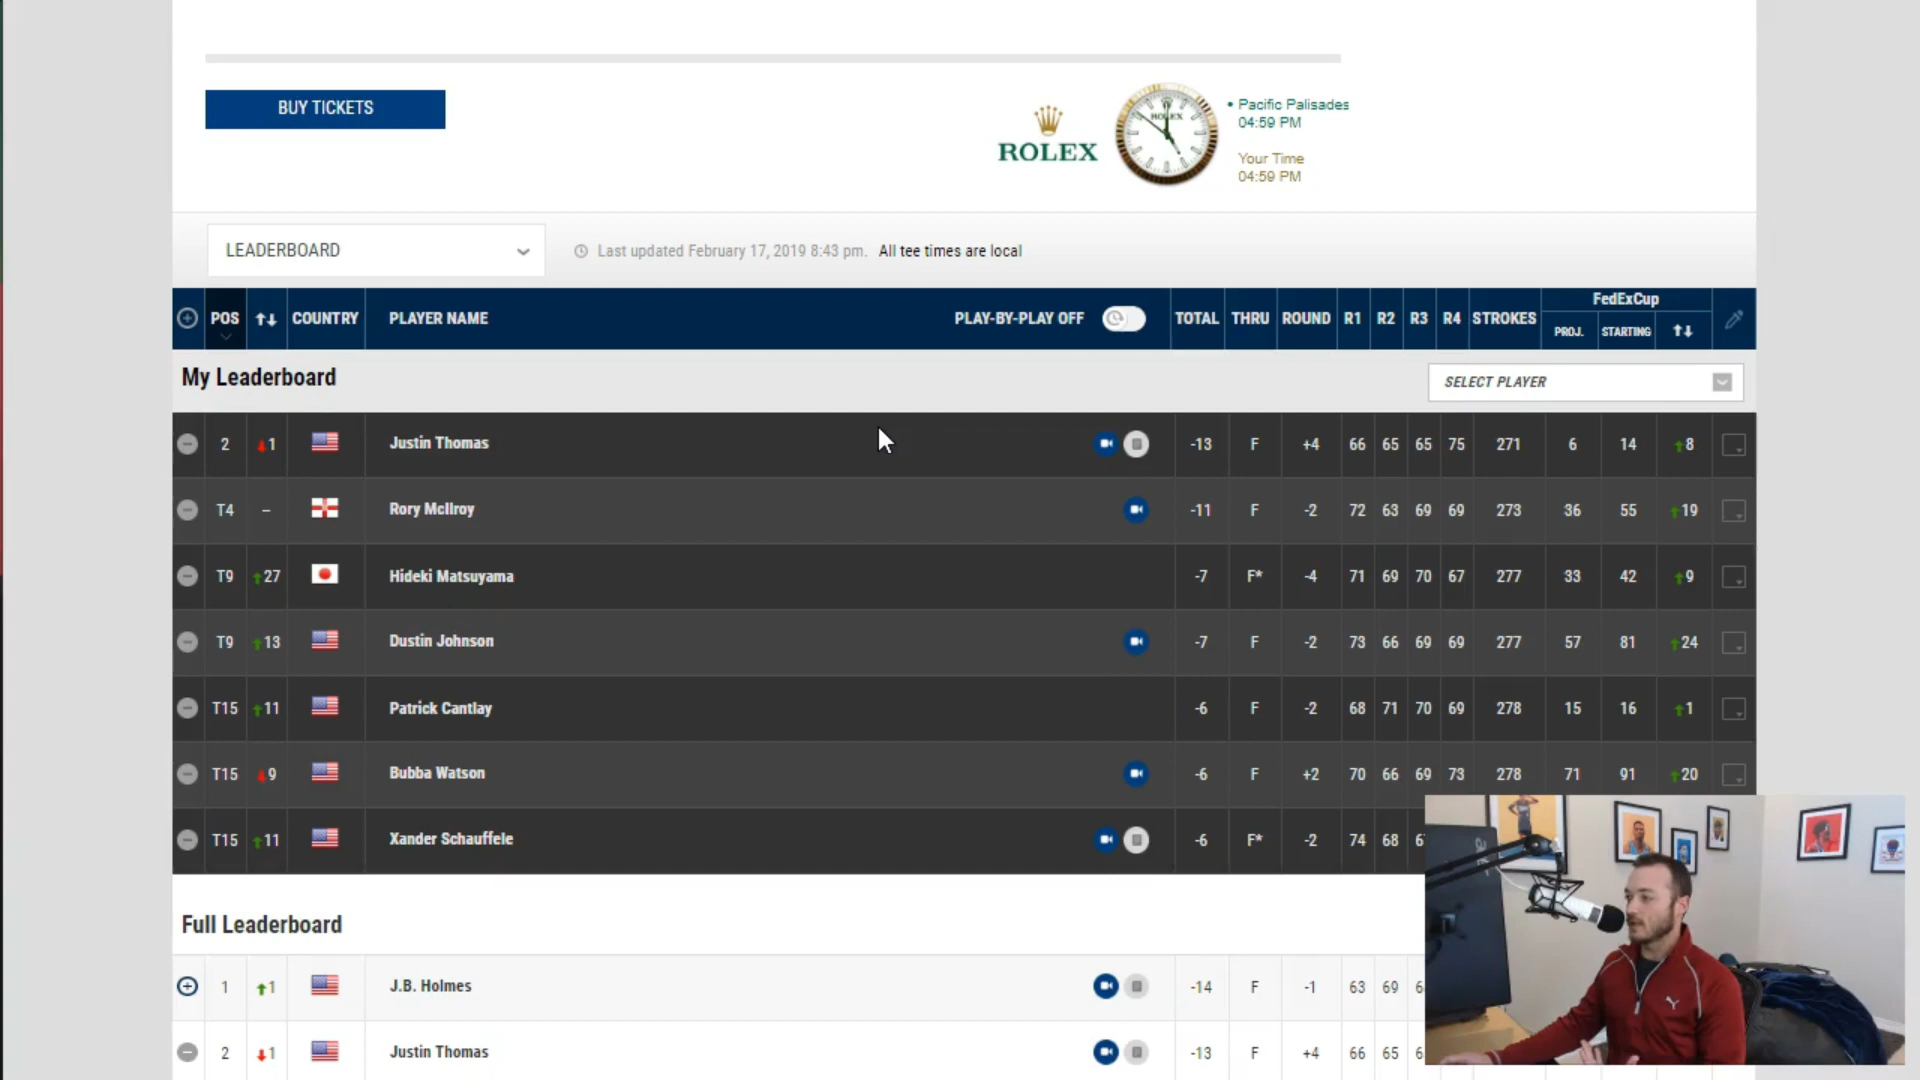 BUY TICKETS
ROLEX
ROLEX
• Pacific Palisades
04:59 PM
Your Time
04:59 PM
LEADERBOARD
Last updated February 17, 2019 8:43 pm. All tee times are local
POS COUNTRY PLAYER NAME PLAY-BY-PLAY OFF TOTAL THRU ROUND R1 R2 R3 R4 STROKES FedExCup PROJ. STARTING
My Leaderboard
SELECT PLAYER
2 1 Justin Thomas -13 F +4 66 65 65 75 271 6 14 8
T4 – Rory McIlroy -11 F -2 72 63 69 69 273 36 55 19
T9 27 Hideki Matsuyama -7 F* -4 71 69 70 67 277 33 42 9
T9 13 Dustin Johnson -7 F -2 73 66 69 69 277 57 81 24
T15 11 Patrick Cantlay -6 F -2 68 71 70 69 278 15 16 1
T15 9 Bubba Watson -6 F +2 70 66 69 73 278 71 91 20
T15 11 Xander Schauffele -6 F* -2 74 68
Full Leaderboard
1 1 J.B. Holmes -14 F -1 63 69
2 1 Justin Thomas -13 F +4 66 65